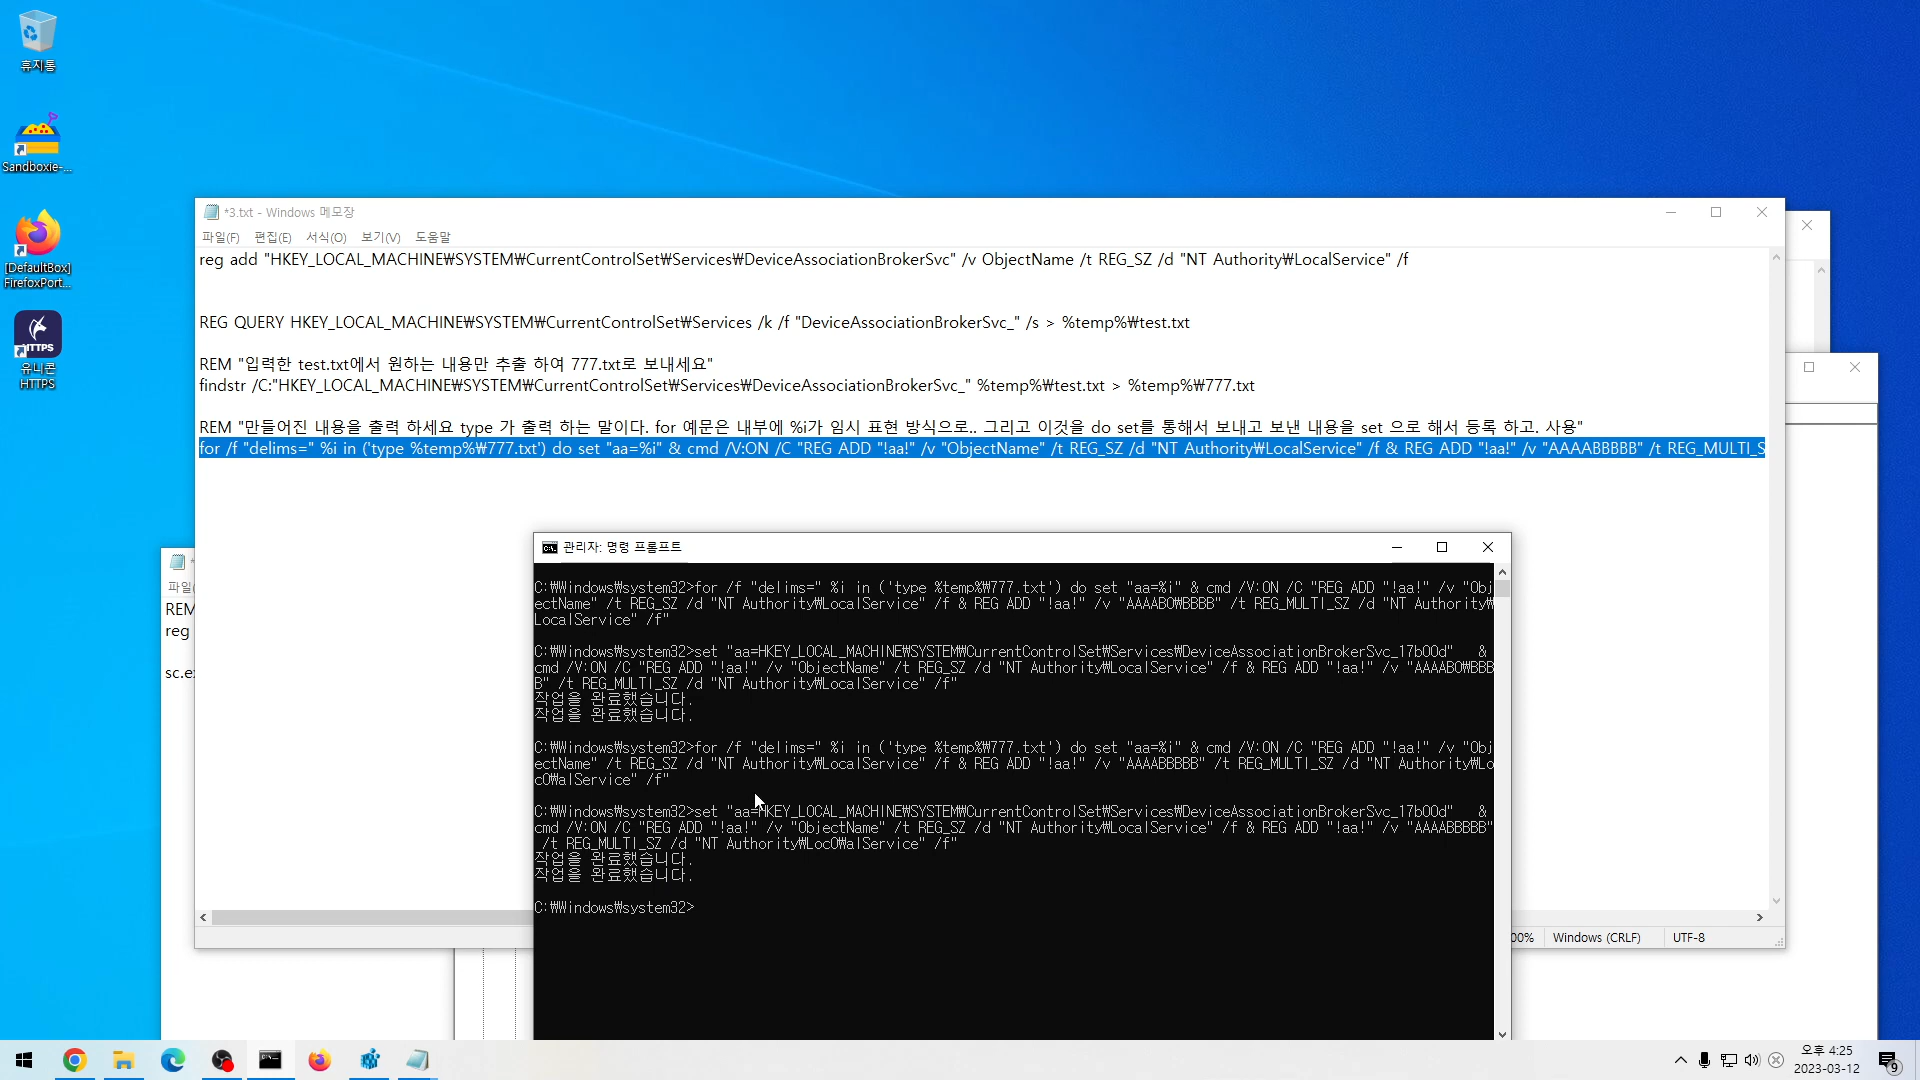 휴지통
Sandboxie-...
[DefaultBox]
FirefoxPort...
HTTPS
유니콘
HTTPS
*3.txt - Windows 메모장
파일(F) 편집(E) 서식(O) 보기(V) 도움말
reg add "HKEY_LOCAL_MACHINE₩SYSTEM₩CurrentControlSet₩Services₩DeviceAssociationBrokerSvc" /v ObjectName /t REG_SZ /d "NT Authority₩LocalService" /f
REG QUERY HKEY_LOCAL_MACHINE₩SYSTEM₩CurrentControlSet₩Services /k /f "DeviceAssociationBrokerSvc_" /s > %temp%₩test.txt
REM "입력한 test.txt에서 원하는 내용만 추출 하여 777.txt로 보내세요"
findstr /C:"HKEY_LOCAL_MACHINE₩SYSTEM₩CurrentControlSet₩Services₩DeviceAssociationBrokerSvc_" %temp%₩test.txt > %temp%₩777.txt
REM "만들어진 내용을 출력 하세요 type 가 출력 하는 말이다. for 예문은 내부에 %i가 임시 표현 방식으로.. 그리고 이것을 do set를 통해서 보내고 보낸 내용을 set 으로 해서 등록 하고. 사용"
for /f "delims=" %i in ('type %temp%₩777.txt') do set "aa=%i" & cmd /V:ON /C "REG ADD "!aa!" /v "ObjectName" /t REG_SZ /d "NT Authority₩LocalService" /f & REG ADD "!aa!" /v "AAAABBBBB" /t REG_MULTI_S
00% Windows (CRLF) UTF-8
파일(
REM
reg
sc.ex
관리자: 명령 프롬프트
C:₩Windows₩system32>for /f "delims=" %i in ('type %temp%₩777.txt') do set "aa=%i" & cmd /V:ON /C "REG ADD "!aa!" /v "Obj
ectName" /t REG_SZ /d "NT Authority₩LocalService" /f & REG ADD "!aa!" /v "AAAAB0₩BBBB" /t REG_MULTI_SZ /d "NT Authority₩
LocalService" /f"
C:₩Windows₩system32>set "aa=HKEY_LOCAL_MACHINE₩SYSTEM₩CurrentControlSet₩Services₩DeviceAssociationBrokerSvc_17b00d" &
cmd /V:ON /C "REG ADD "!aa!" /v "ObjectName" /t REG_SZ /d "NT Authority₩LocalService" /f & REG ADD "!aa!" /v "AAAAB0₩BBB
B" /t REG_MULTI_SZ /d "NT Authority₩LocalService" /f"
작업을 완료했습니다.
작업을 완료했습니다.
C:₩Windows₩system32>for /f "delims=" %i in ('type %temp%₩777.txt') do set "aa=%i" & cmd /V:ON /C "REG ADD "!aa!" /v "Obj
ectName" /t REG_SZ /d "NT Authority₩LocalService" /f & REG ADD "!aa!" /v "AAAABBBBB" /t REG_MULTI_SZ /d "NT Authority₩Lo
c0₩alService" /f"
C:₩Windows₩system32>set "aa=HKEY_LOCAL_MACHINE₩SYSTEM₩CurrentControlSet₩Services₩DeviceAssociationBrokerSvc_17b00d" &
cmd /V:ON /C "REG ADD "!aa!" /v "ObjectName" /t REG_SZ /d "NT Authority₩LocalService" /f & REG ADD "!aa!" /v "AAAABBBBB"
/t REG_MULTI_SZ /d "NT Authority₩Loc0₩alService" /f"
작업을 완료했습니다.
작업을 완료했습니다.
C:₩Windows₩system32>
오후 4:25
2023-03-12
9